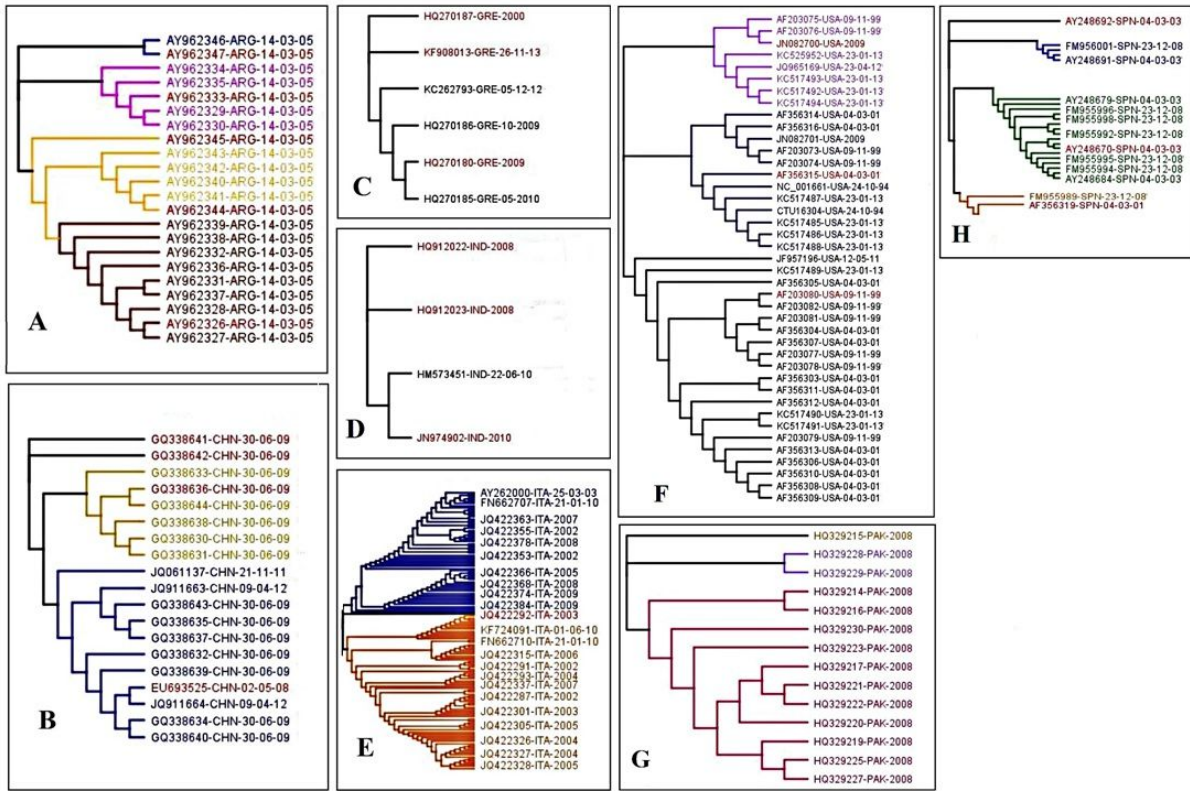 AY962346-ARG-14-03-05
AY962347-ARG-14-03-05
AY962334-ARG-14-03-05
AY962335-ARG-14-03-05
AY962333-ARG-14-03-05
AY962329-ARG-14-03-05
AY962330-ARG-14-03-05
AY962345-ARG-14-03-05
AY962343-ARG-14-03-05
AY962342-ARG-14-03-05
AY962340-ARG-14-03-05
AY962341-ARG-14-03-05
AY962344-ARG-14-03-05
AY962339-ARG-14-03-05
AY962338-ARG-14-03-05
AY962332-ARG-14-03-05
AY962336-ARG-14-03-05
AY962331-ARG-14-03-05
AY962337-ARG-14-03-05
AY962328-ARG-14-03-05
AY962326-ARG-14-03-05
AY962327-ARG-14-03-05
A
GQ338641-CHN-30-06-09
GQ338642-CHN-30-06-09
GQ338633-CHN-30-06-09
GQ338636-CHN-30-06-09
GQ338644-CHN-30-06-09
GQ338638-CHN-30-06-09
GQ338630-CHN-30-06-09
GQ338631-CHN-30-06-09
JQ061137-CHN-21-11-11
JQ911663-CHN-09-04-12
GQ338643-CHN-30-06-09
GQ338635-CHN-30-06-09
GQ338637-CHN-30-06-09
GQ338632-CHN-30-06-09
GQ338639-CHN-30-06-09
EU693525-CHN-02-05-08
JQ911664-CHN-09-04-12
GQ338634-CHN-30-06-09
GQ338640-CHN-30-06-09
B
HQ270187-GRE-2000
KF908013-GRE-26-11-13
KC262793-GRE-05-12-12
HQ270186-GRE-10-2009
HQ270180-GRE-2009
HQ270185-GRE-05-2010
C
HQ912022-IND-2008
HQ912023-IND-2008
HM573451-IND-22-06-10
JN974902-IND-2010
D
AY262000-ITA-25-03-03
FN662707-ITA-21-01-10
JQ422363-ITA-2007
JQ422355-ITA-2002
JQ422378-ITA-2008
JQ422353-ITA-2002
JQ422366-ITA-2005
JQ422368-ITA-2008
JQ422374-ITA-2009
JQ422384-ITA-2009
JQ422292-ITA-2003
KF724091-ITA-01-06-10
FN662710-ITA-21-01-10
JQ422315-ITA-2006
JQ422291-ITA-2002
JQ422293-ITA-2004
JQ422337-ITA-2007
JQ422287-ITA-2002
JQ422301-ITA-2003
JQ422305-ITA-2005
JQ422326-ITA-2004
JQ422327-ITA-2004
JQ422328-ITA-2005
E
AF203075-USA-09-11-99
AF203076-USA-09-11-99
JN082700-USA-2009
KC525952-USA-23-01-13
JQ965169-USA-23-04-12
KC517493-USA-23-01-13
KC517492-USA-23-01-13
KC517494-USA-23-01-13
AF356314-USA-04-03-01
AF356316-USA-04-03-01
JN082701-USA-2009
AF203073-USA-09-11-99
AF203074-USA-09-11-99
AF356315-USA-04-03-01
NC_001661-USA-24-10-94
KC517487-USA-23-01-13
CTU16304-USA-24-10-94
KC517485-USA-23-01-13
KC517486-USA-23-01-13
KC517488-USA-23-01-13
JF957196-USA-12-05-11
KC517489-USA-23-01-13
AF356305-USA-04-03-01
AF203080-USA-09-11-99
AF203082-USA-09-11-99
AF203081-USA-09-11-99
AF356304-USA-04-03-01
AF356307-USA-04-03-01
AF203077-USA-09-11-99
AF203078-USA-09-11-99
AF356303-USA-04-03-01
AF356311-USA-04-03-01
AF356312-USA-04-03-01
KC517490-USA-23-01-13
KC517491-USA-23-01-13
AF203079-USA-09-11-99
AF356313-USA-04-03-01
AF356306-USA-04-03-01
AF356310-USA-04-03-01
AF356308-USA-04-03-01
AF356309-USA-04-03-01
F
HQ329215-PAK-2008
HQ329228-PAK-2008
HQ329229-PAK-2008
HQ329214-PAK-2008
HQ329216-PAK-2008
HQ329230-PAK-2008
HQ329223-PAK-2008
HQ329217-PAK-2008
HQ329221-PAK-2008
HQ329222-PAK-2008
HQ329220-PAK-2008
HQ329219-PAK-2008
HQ329225-PAK-2008
HQ329227-PAK-2008
G
AY248692-SPN-04-03-03
FM956001-SPN-23-12-08
AY248691-SPN-04-03-03
AY248679-SPN-04-03-03
FM955996-SPN-23-12-08
FM955998-SPN-23-12-08
FM955992-SPN-23-12-08
AY248670-SPN-04-03-03
FM955995-SPN-23-12-08
FM955994-SPN-23-12-08
AY248684-SPN-04-03-03
FM955989-SPN-23-12-08
AF356319-SPN-04-03-01
H